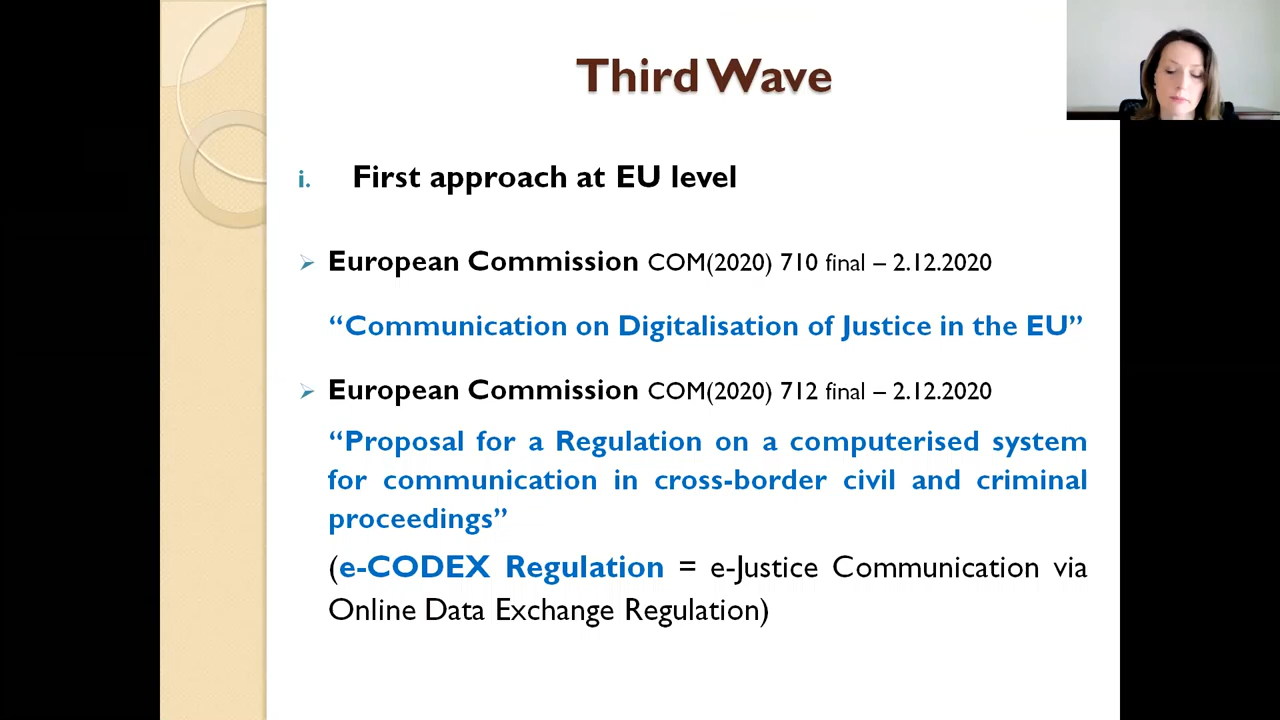 Third Wave
i. First approach at EU level
➢ European Commission COM(2020) 710 final – 2.12.2020
“Communication on Digitalisation of Justice in the EU”
➢ European Commission COM(2020) 712 final – 2.12.2020
“Proposal for a Regulation on a computerised system
for communication in cross-border civil and criminal
proceedings”
(e-CODEX Regulation = e-Justice Communication via
Online Data Exchange Regulation)